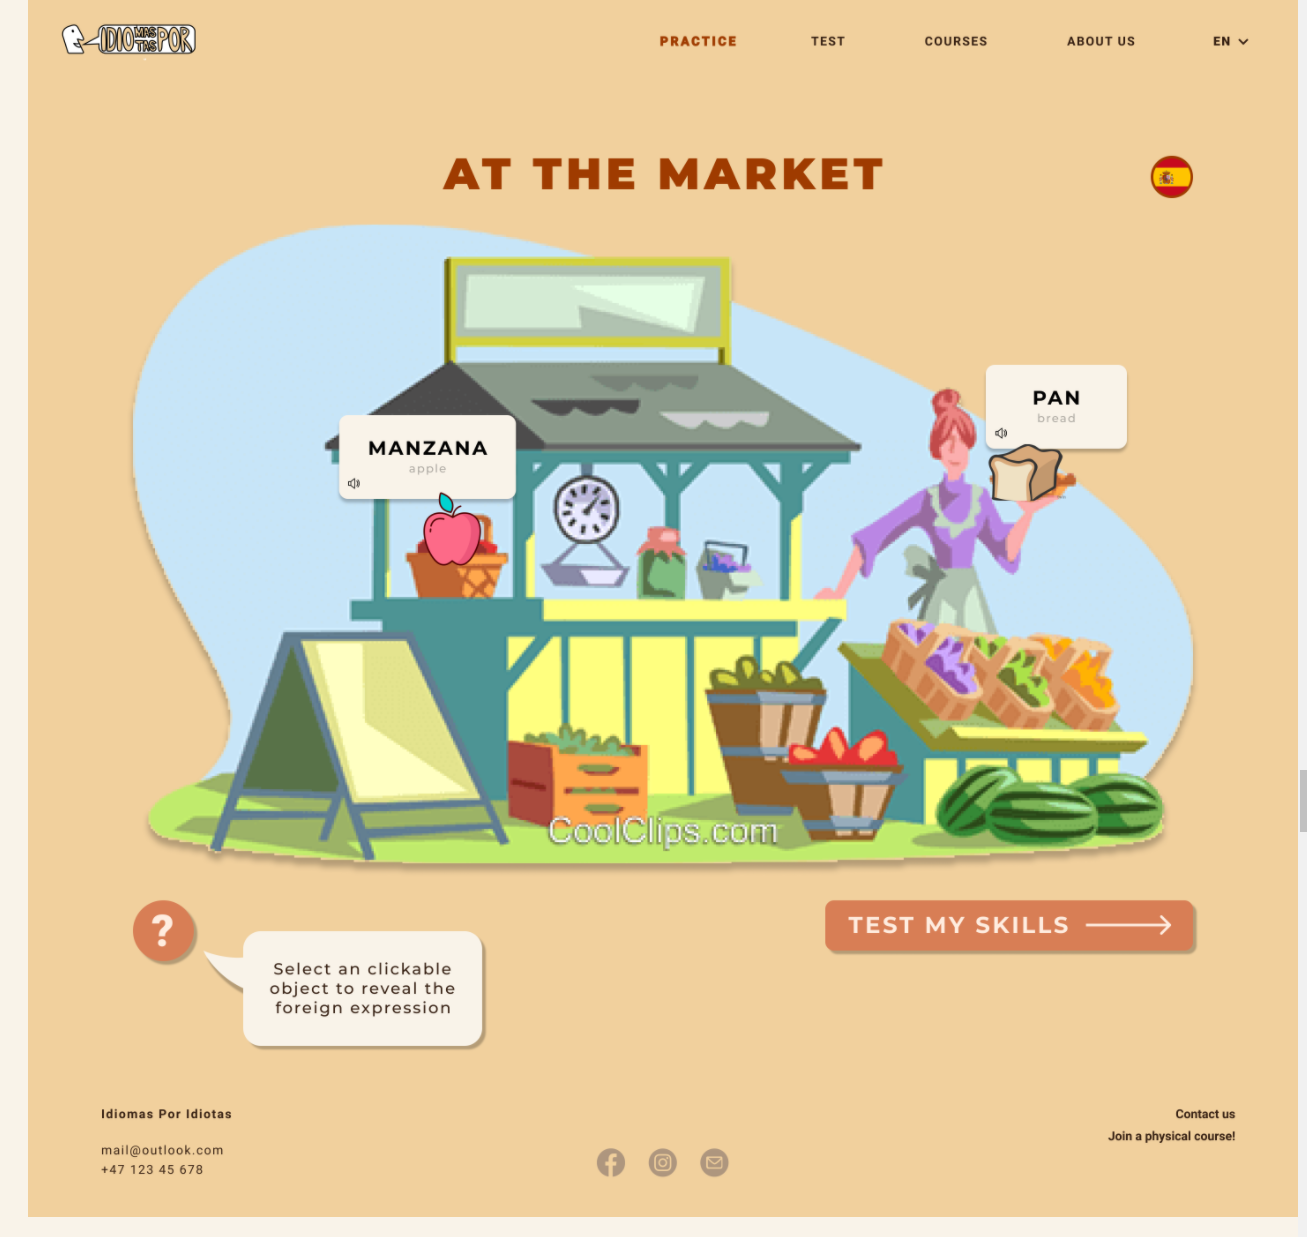 IDIOMAS TAS POR
PRACTICE
TEST
COURSES
ABOUT US
EN
AT THE MARKET
PAN
bread
MANZANA
apple
CoolClips.com
?
TEST MY SKILLS
Select an clickable
object to reveal the
foreign expression
Idiomas Por Idiotas
Contact us
Join a physical course!
mail@outlook.com
+47 123 45 678